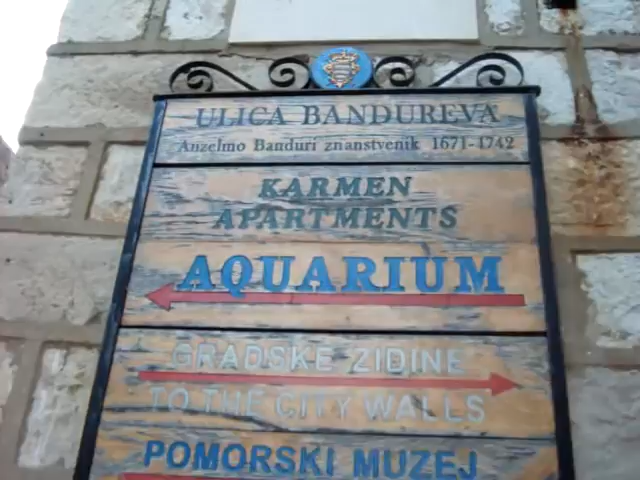 ULICA BANDUREVA
Anzelmo Banduri znanstvenik 1671-1742
KARMEN
APARTMENTS
AQUARIUM
GRADSKE ZIDINE
TO THE CITY WALLS
POMORSKI MUZEJ